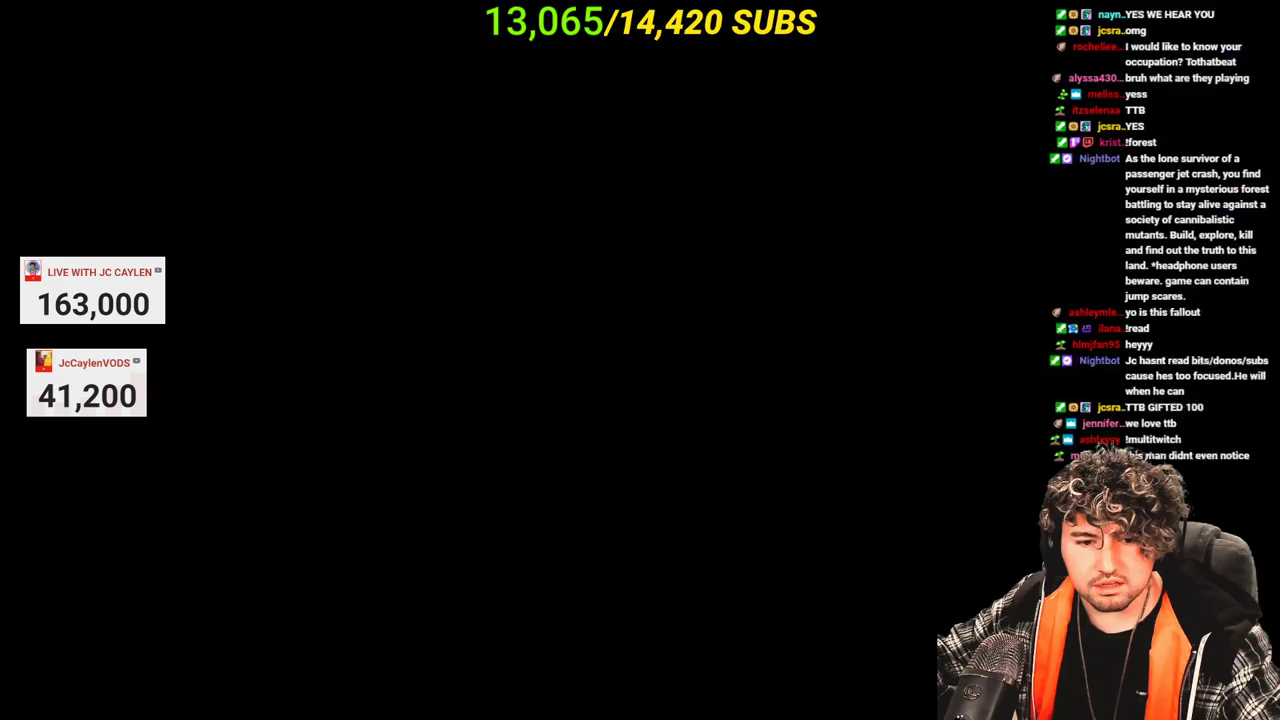 13,065/14,420 SUBS
LIVE WITH JC CAYLEN
163,000
JcCaylenVODS
41,200
nayn.. YES WE HEAR YOU
jcsra.. omg
rochellee... I would like to know your
occupation? Tothatbeat
alyssa430... bruh what are they playing
meliss.. yess
itzselenaa TTB
jcsra.. YES
krist.. !forest
Nightbot As the lone survivor of a
passenger jet crash, you find
yourself in a mysterious forest
battling to stay alive against a
society of cannibalistic
mutants. Build, explore, kill
and find out the truth to this
land. *headphone users
beware. game can contain
jump scares.
ashleymle... yo is this fallout
ilana !read
hlmjfan95 heyyy
Nightbot Jc hasnt read bits/donos/subs
cause hes too focused.He will
when he can
jcsra.. TTB GIFTED 100
jennifer.. we love ttb
!multitwitch
man didnt even notice